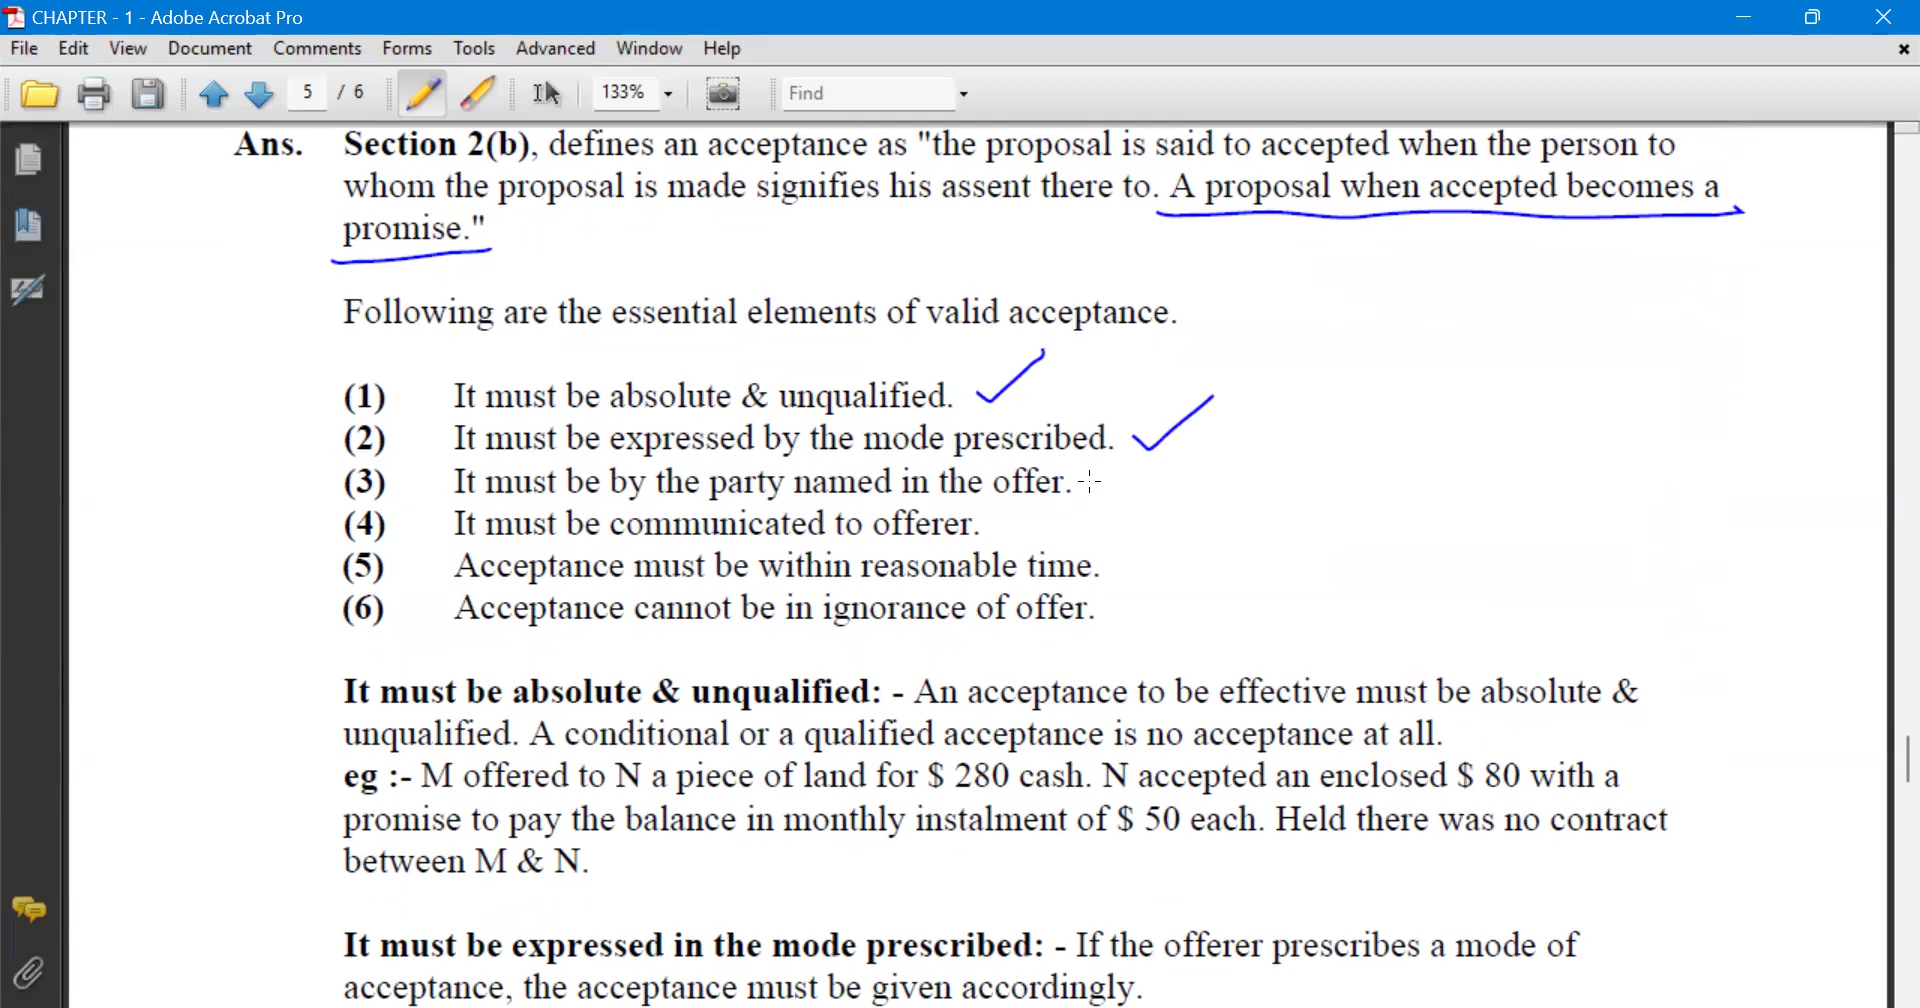 CHAPTER - 1 - Adobe Acrobat Pro
File Edit View Document Comments Forms Tools Advanced Window Help
5 / 6 133% Find
Ans. Section 2(b), defines an acceptance as "the proposal is said to accepted when the person to
whom the proposal is made signifies his assent there to. A proposal when accepted becomes a
promise."
Following are the essential elements of valid acceptance.
(1) It must be absolute & unqualified.
(2) It must be expressed by the mode prescribed.
(3) It must be by the party named in the offer.
(4) It must be communicated to offerer.
(5) Acceptance must be within reasonable time.
(6) Acceptance cannot be in ignorance of offer.
It must be absolute & unqualified: - An acceptance to be effective must be absolute &
unqualified. A conditional or a qualified acceptance is no acceptance at all.
eg :- M offered to N a piece of land for $ 280 cash. N accepted an enclosed $ 80 with a
promise to pay the balance in monthly instalment of $ 50 each. Held there was no contract
between M & N.
It must be expressed in the mode prescribed: - If the offerer prescribes a mode of
acceptance, the acceptance must be given accordingly.